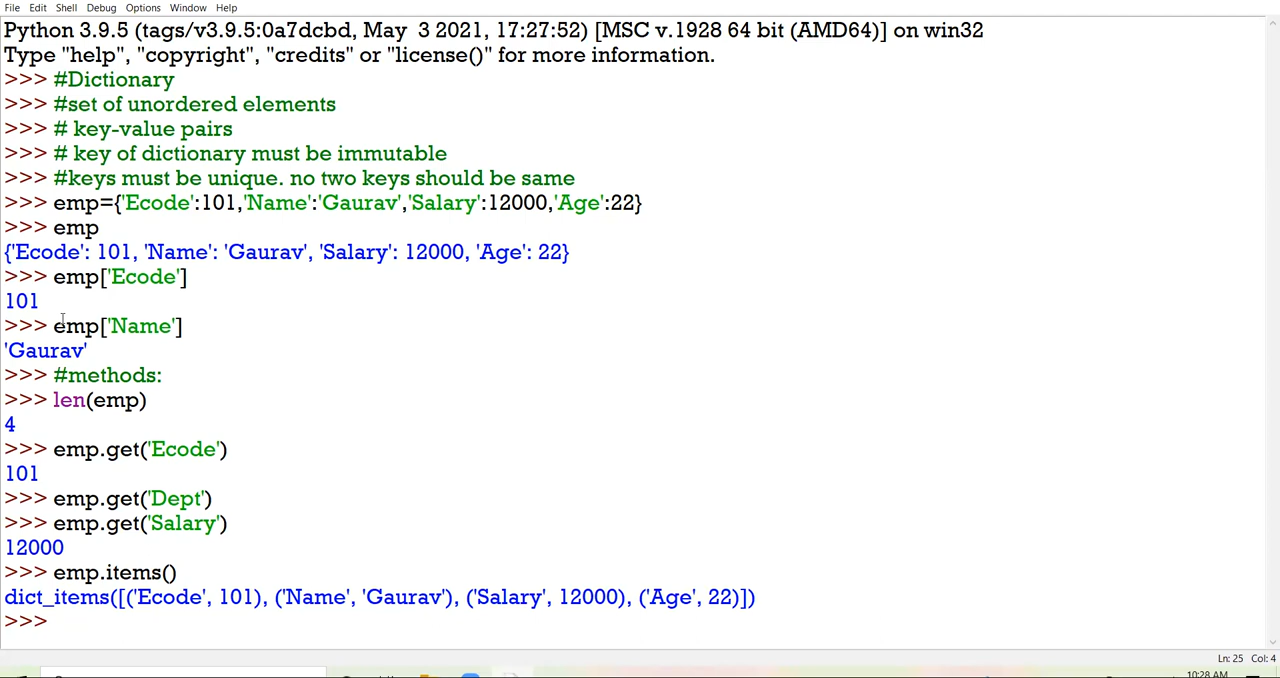 File Edit Shell Debug Options Window Help
Python 3.9.5 (tags/v3.9.5:0a7dcbd, May  3 2021, 17:27:52) [MSC v.1928 64 bit (AMD64)] on win32
Type "help", "copyright", "credits" or "license()" for more information.
>>> #Dictionary
>>> #set of unordered elements
>>> # key-value pairs
>>> # key of dictionary must be immutable
>>> #keys must be unique. no two keys should be same
>>> emp={'Ecode':101,'Name':'Gaurav','Salary':12000,'Age':22}
>>> emp
{'Ecode': 101, 'Name': 'Gaurav', 'Salary': 12000, 'Age': 22}
>>> emp['Ecode']
101
>>> emp['Name']
'Gaurav'
>>> #methods:
>>> len(emp)
4
>>> emp.get('Ecode')
101
>>> emp.get('Dept')
>>> emp.get('Salary')
12000
>>> emp.items()
dict_items([('Ecode', 101), ('Name', 'Gaurav'), ('Salary', 12000), ('Age', 22)])
>>>
Ln: 25 Col: 4
10:28 AM